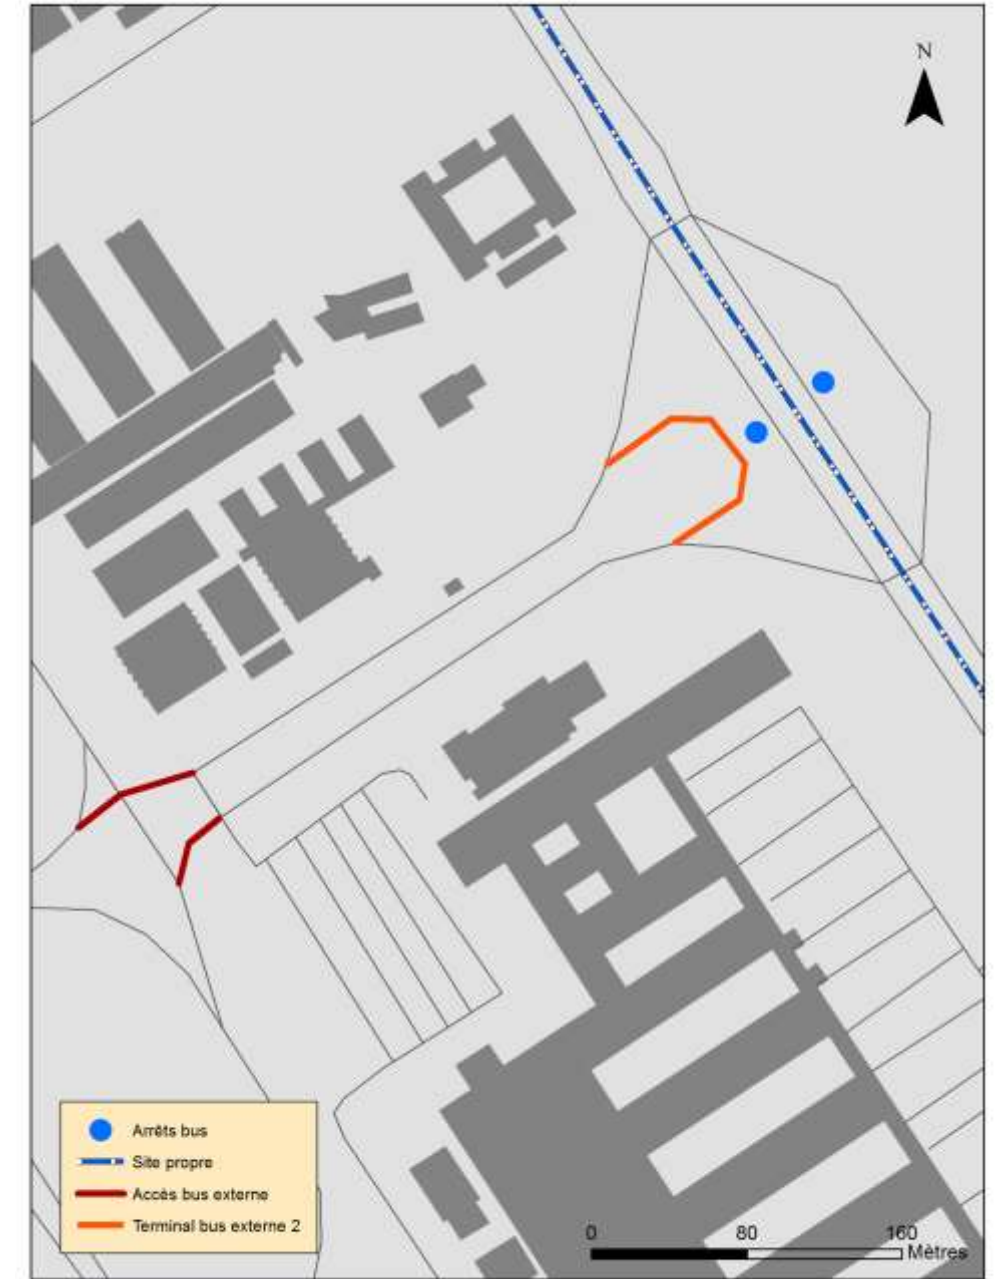 N
Arrêts bus
Site propre
Accès bus externe
Terminal bus externe 2
0 80 160
Mètres